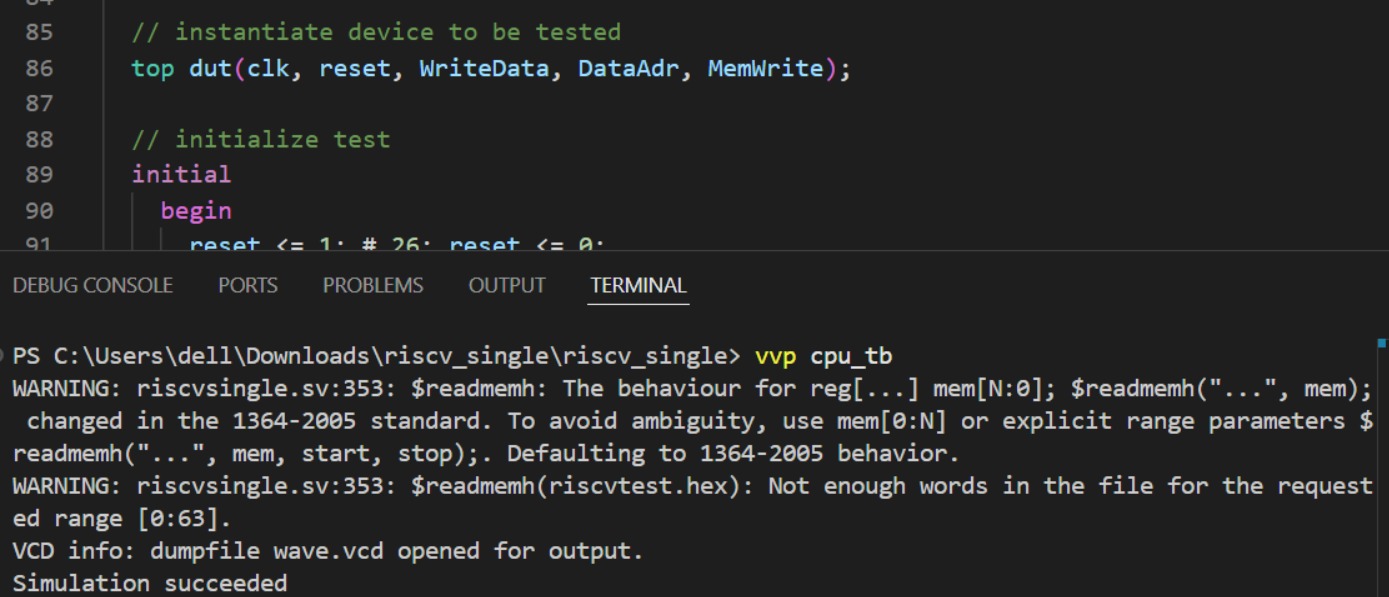 85 // instantiate device to be tested
86 top dut(clk, reset, WriteData, DataAdr, MemWrite);
87
88 // initialize test
89 initial
90 begin
91 reset <= 1; # 26; reset <= 0;
DEBUG CONSOLE PORTS PROBLEMS OUTPUT TERMINAL
PS C:\Users\dell\Downloads\riscv_single\riscv_single> vvp cpu_tb
WARNING: riscvsingle.sv:353: $readmemh: The behaviour for reg[...] mem[N:0]; $readmemh("...", mem);
changed in the 1364-2005 standard. To avoid ambiguity, use mem[0:N] or explicit range parameters $
readmemh("...", mem, start, stop);. Defaulting to 1364-2005 behavior.
WARNING: riscvsingle.sv:353: $readmemh(riscvtest.hex): Not enough words in the file for the request
ed range [0:63].
VCD info: dumpfile wave.vcd opened for output.
Simulation succeeded